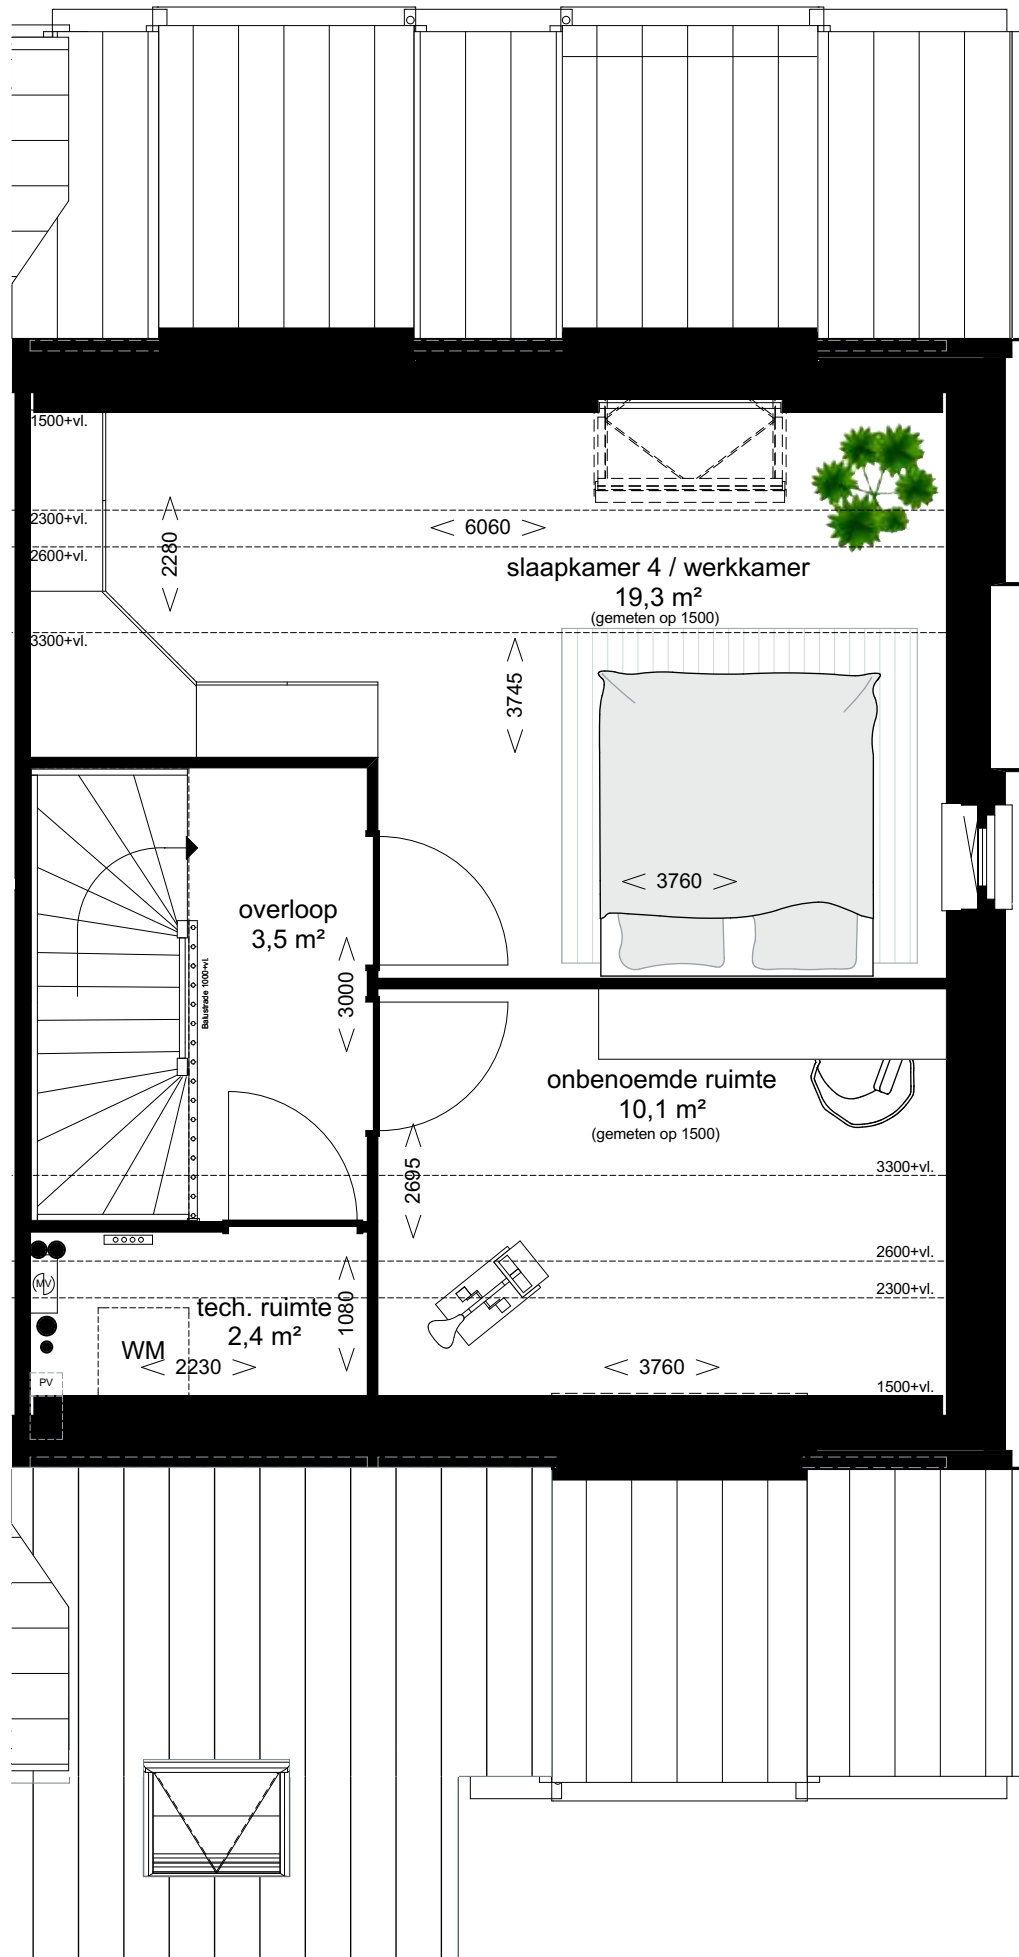 1500+vl.
2300+vl.
2600+vl.
3300+vl.
2280
6060
slaapkamer 4 / werkkamer
19,3 m²
(gemeten op 1500)
3745
3760
overloop
3,5 m²
3000
Balustrade 1000+vl.
onbenoemde ruimte
10,1 m²
(gemeten op 1500)
2695
3300+vl.
2600+vl.
2300+vl.
1500+vl.
MV
tech. ruimte
2,4 m²
1080
WM
2230
3760
PV